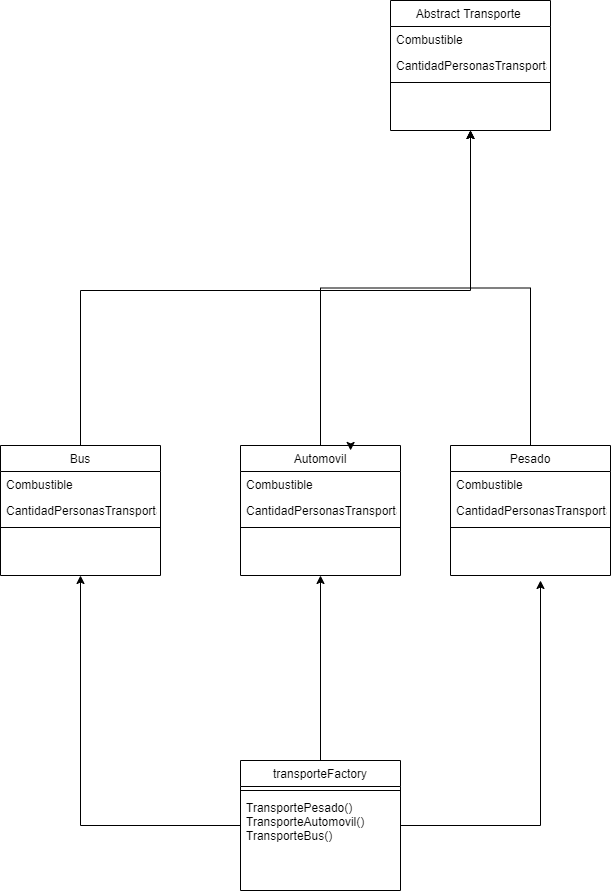 Abstract Transporte
Combustible
CantidadPersonasTransport
Bus
Combustible
CantidadPersonasTransport
Automovil
Combustible
CantidadPersonasTransport
Pesado
Combustible
CantidadPersonasTransport
transporteFactory
TransportePesado()
TransporteAutomovil()
TransporteBus()